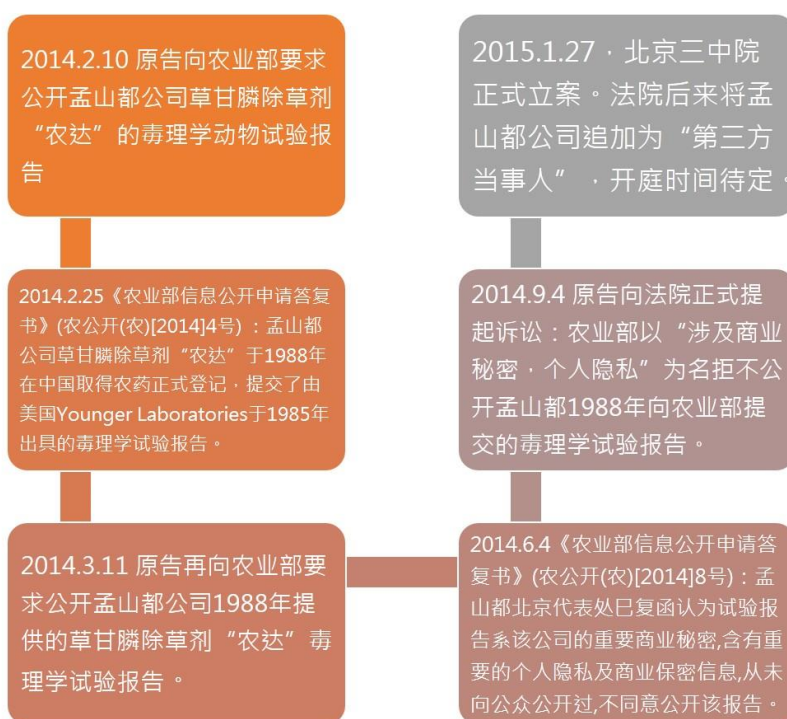 2014.2.10 原告向农业部要求
公开孟山都公司草甘膦除草剂
“农达”的毒理学动物试验报
告
2014.2.25《农业部信息公开申请答复
书》(农公开(农)[2014]4号)：孟山都
公司草甘膦除草剂“农达”于1988年
在中国取得农药正式登记，提交了由
美国Younger Laboratories于1985年
出具的毒理学试验报告。
2014.3.11 原告再向农业部要
求公开孟山都公司1988年提
供的草甘膦除草剂“农达”毒
理学试验报告。
2014.6.4《农业部信息公开申请答
复书》(农公开(农)[2014]8号)：孟
山都北京代表处已复函认为试验报
告系该公司的重要商业秘密,含有重
要的个人隐私及商业保密信息,从未
向公众公开过,不同意公开该报告。
2014.9.4 原告向法院正式提
起诉讼：农业部以“涉及商业
秘密，个人隐私”为名拒不公
开孟山都1988年向农业部提
交的毒理学试验报告。
2015.1.27，北京三中院
正式立案。法院后来将孟
山都公司追加为“第三方
当事人”，开庭时间待定。